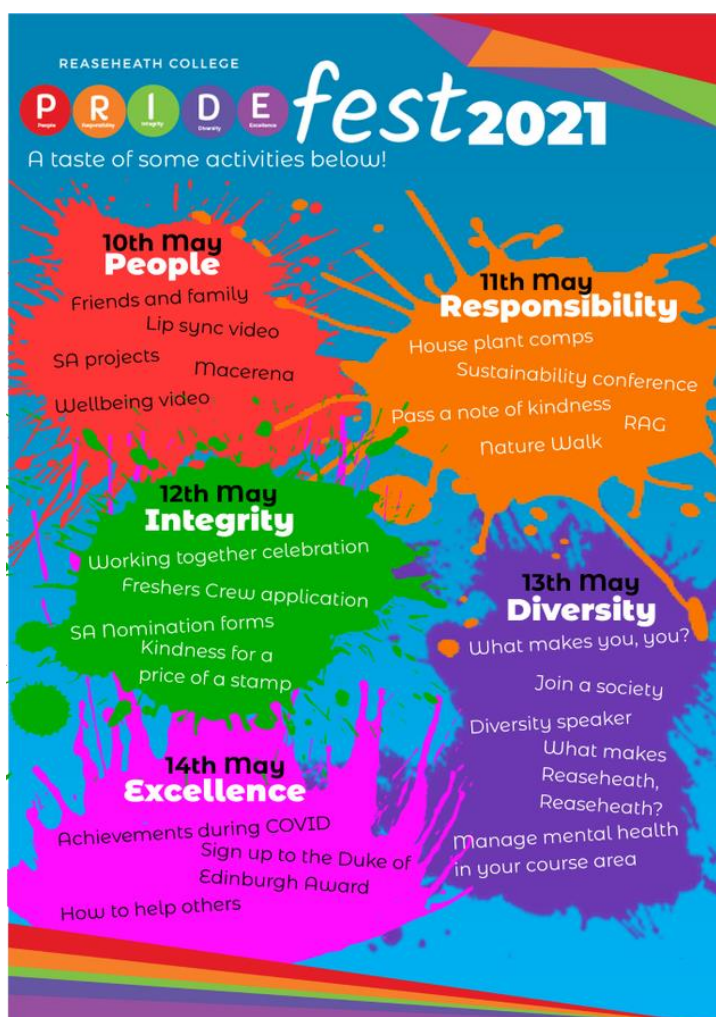 REASEHEATH COLLEGE
PRIDE fest 2021
People Responsibility Integrity Diversity Excellence
A taste of some activities below!
10th May
People
Friends and family
Lip sync video
SA projects
Macerena
Wellbeing video
11th May
Responsibility
House plant comps
Sustainability conference
Pass a note of kindness
RAG
Nature Walk
12th May
Integrity
Working together celebration
Freshers Crew application
SA Nomination forms
Kindness for a
price of a stamp
13th May
Diversity
What makes you, you?
Join a society
Diversity speaker
What makes
Reaseheath,
Reaseheath?
Manage mental health
in your course area
14th May
Excellence
Achievements during COVID
Sign up to the Duke of
Edinburgh Award
How to help others